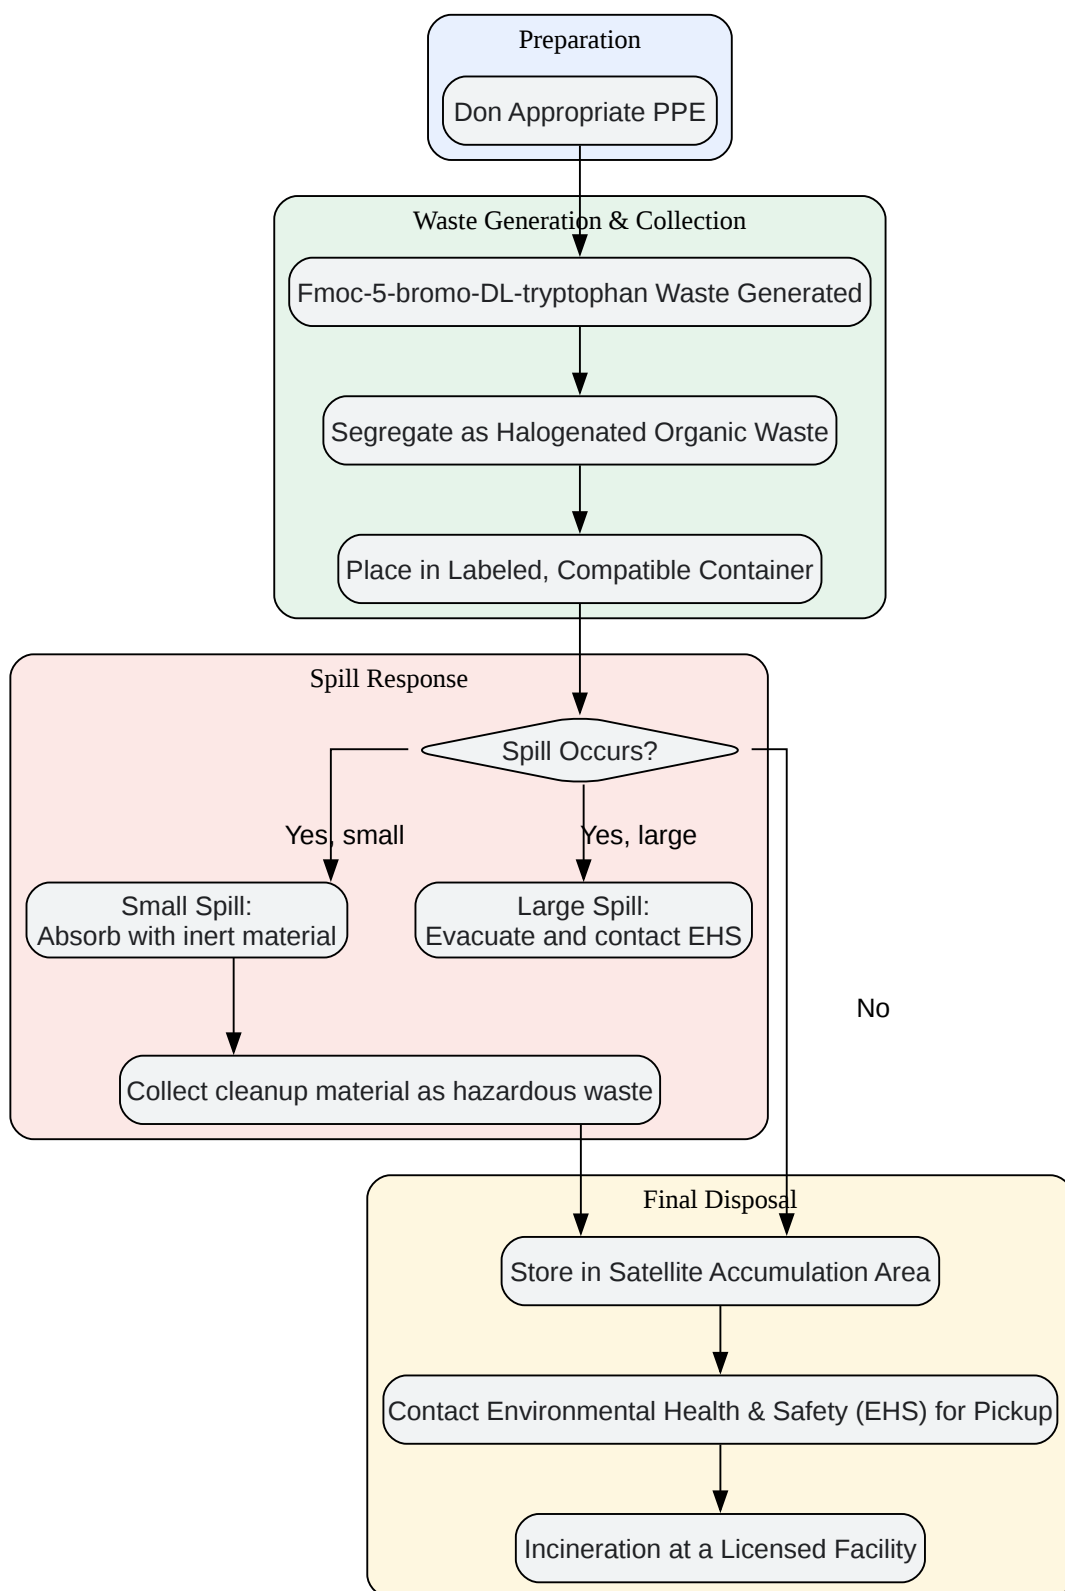 Preparation
Don Appropriate PPE
Waste Generation & Collection
Fmoc-5-bromo-DL-tryptophan Waste Generated
Segregate as Halogenated Organic Waste
Place in Labeled, Compatible Container
Spill Response
Spill Occurs?
Yes, small
Yes, large
Small Spill:
Absorb with inert material
Large Spill:
Evacuate and contact EHS
No
Collect cleanup material as hazardous waste
Final Disposal
Store in Satellite Accumulation Area
Contact Environmental Health & Safety (EHS) for Pickup
Incineration at a Licensed Facility